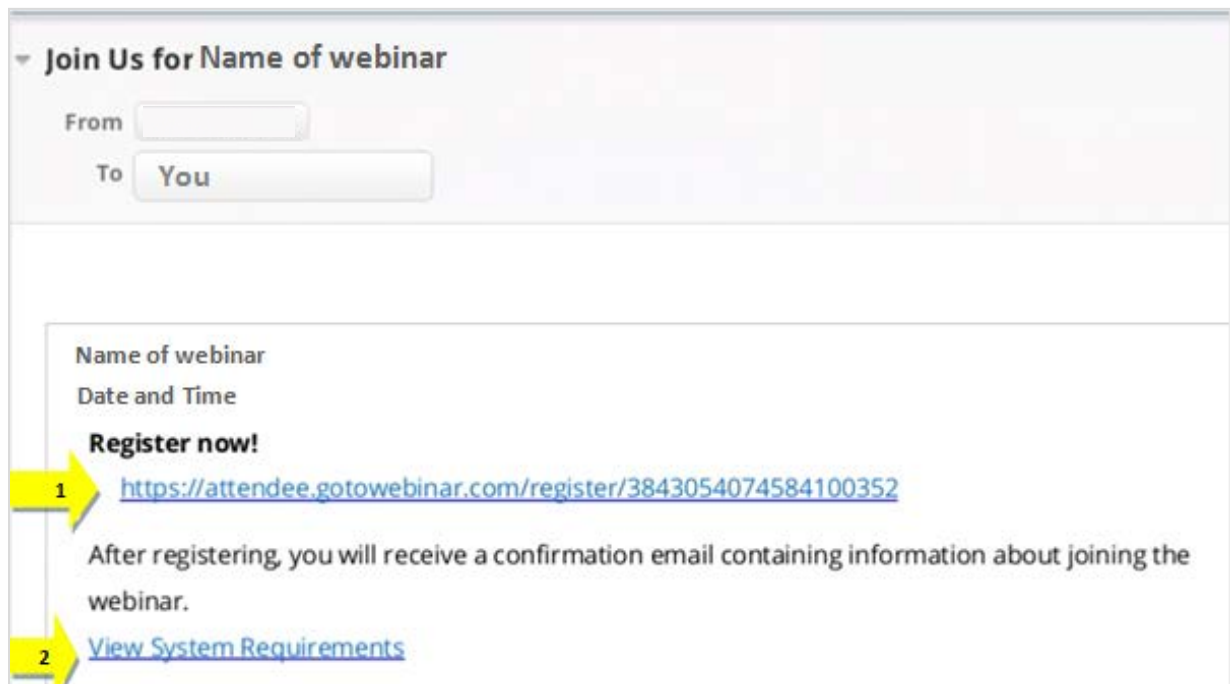 Join Us for Name of webinar
From
To You
Name of webinar
Date and Time
Register now!
1 https://attendee.gotowebinar.com/register/3843054074584100352
After registering, you will receive a confirmation email containing information about joining the
webinar.
2 View System Requirements